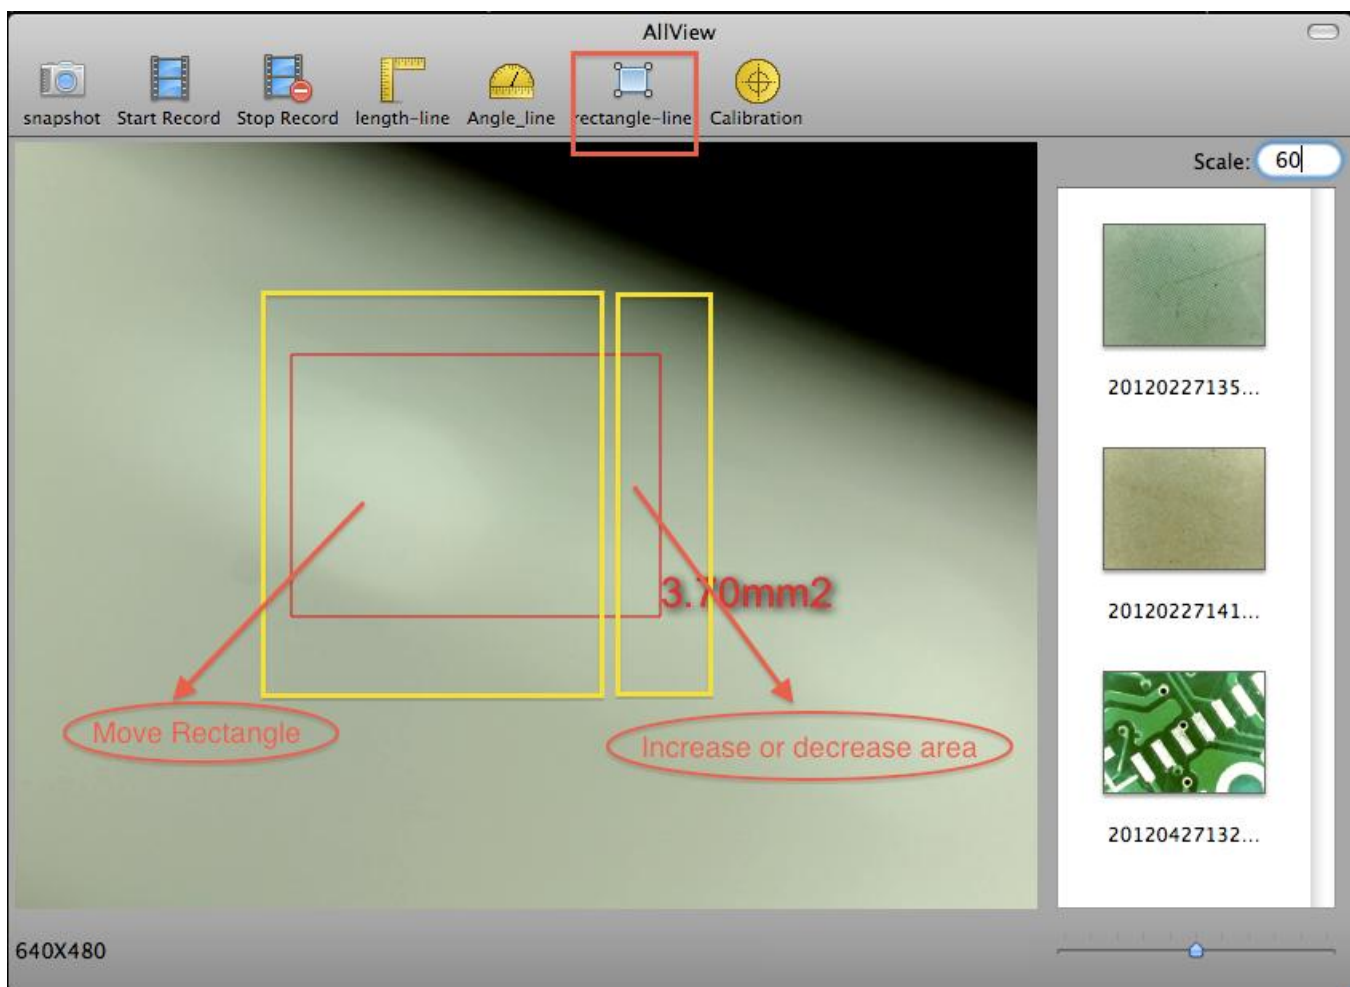 AllView
snapshot Start Record Stop Record length-line Angle_line rectangle-line Calibration
Scale: 60
20120227135...
3.70mm2
20120227141...
Move Rectangle
Increase or decrease area
20120427132...
640X480